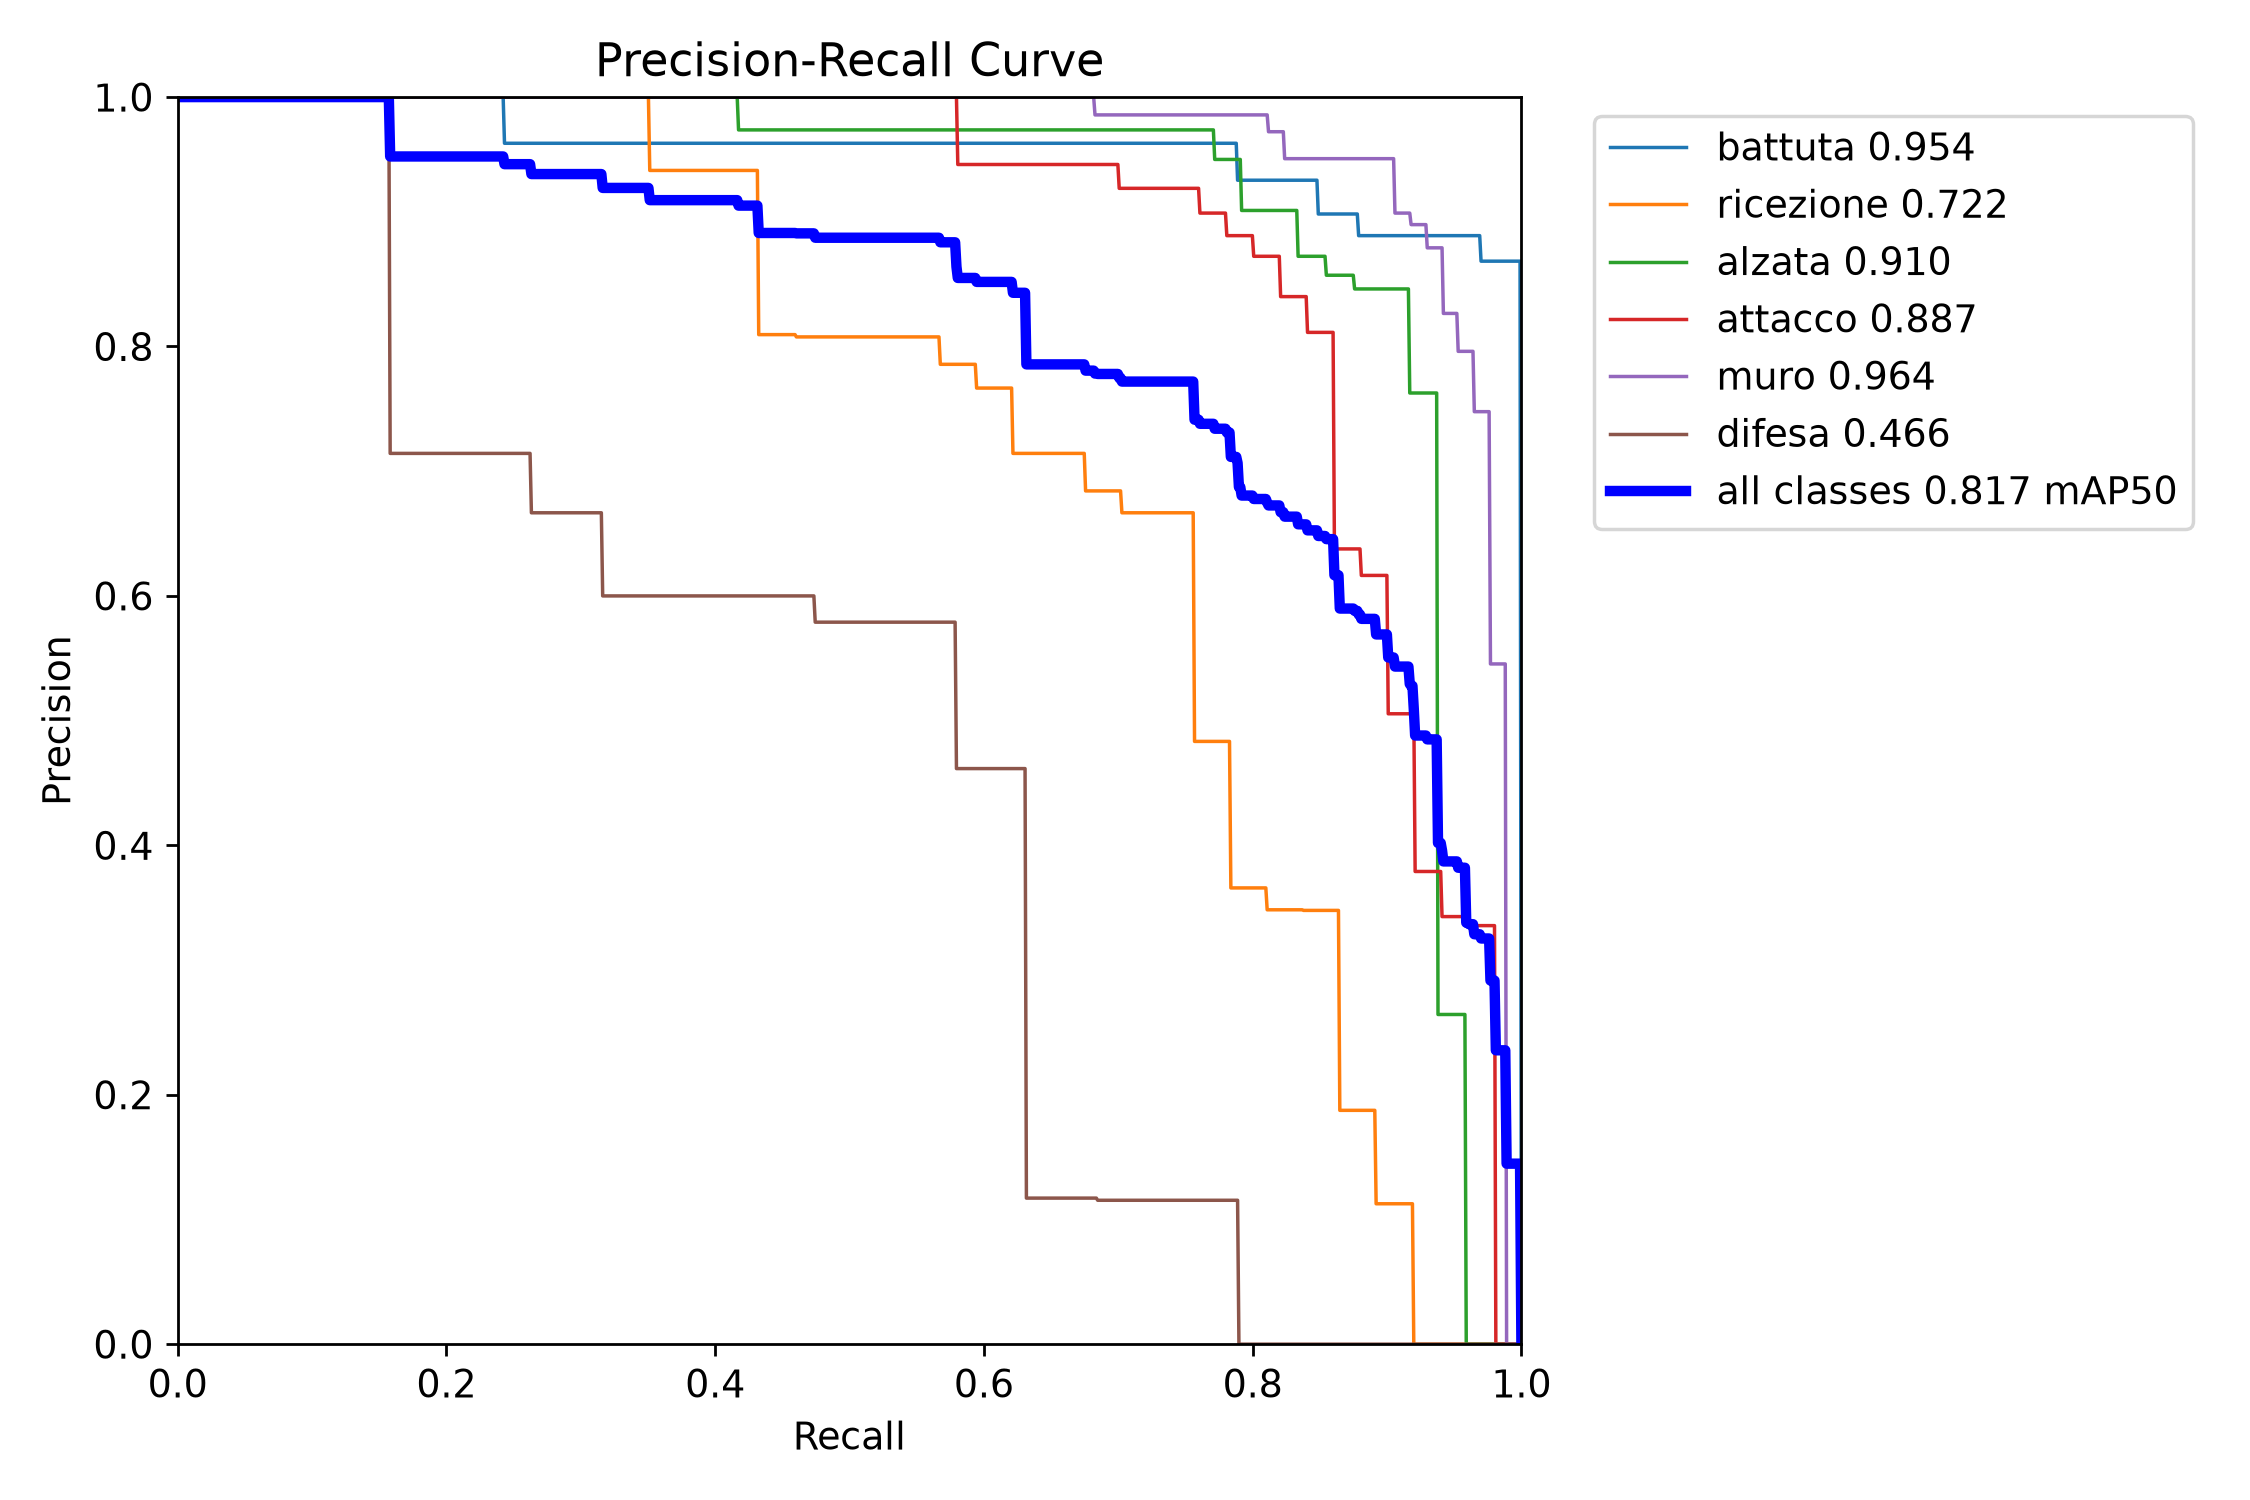 Precision-Recall Curve
1.0
0.8
0.6
0.4
0.2
0.0
Precision
0.0 0.2 0.4 0.6 0.8 1.0
Recall
battuta 0.954
ricezione 0.722
alzata 0.910
attacco 0.887
muro 0.964
difesa 0.466
all classes 0.817 mAP50